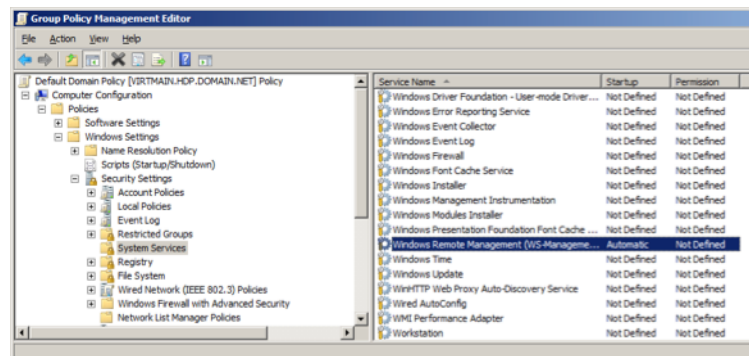 Group Policy Management Editor
File Action View Help
Default Domain Policy [VIRTMAIN.HDP.DOMAIN.NET] Policy
Computer Configuration
Policies
Software Settings
Windows Settings
Name Resolution Policy
Scripts (Startup/Shutdown)
Security Settings
Account Policies
Local Policies
Event Log
Restricted Groups
System Services
Registry
File System
Wired Network (IEEE 802.3) Policies
Windows Firewall with Advanced Security
Network List Manager Policies
Service Name Startup Permission
Windows Driver Foundation - User-mode Driver... Not Defined Not Defined
Windows Error Reporting Service Not Defined Not Defined
Windows Event Collector Not Defined Not Defined
Windows Event Log Not Defined Not Defined
Windows Firewall Not Defined Not Defined
Windows Font Cache Service Not Defined Not Defined
Windows Installer Not Defined Not Defined
Windows Management Instrumentation Not Defined Not Defined
Windows Modules Installer Not Defined Not Defined
Windows Presentation Foundation Font Cache ... Not Defined Not Defined
Windows Remote Management (WS-Manageme... Automatic Not Defined
Windows Time Not Defined Not Defined
Windows Update Not Defined Not Defined
WinHTTP Web Proxy Auto-Discovery Service Not Defined Not Defined
Wired AutoConfig Not Defined Not Defined
WMI Performance Adapter Not Defined Not Defined
Workstation Not Defined Not Defined